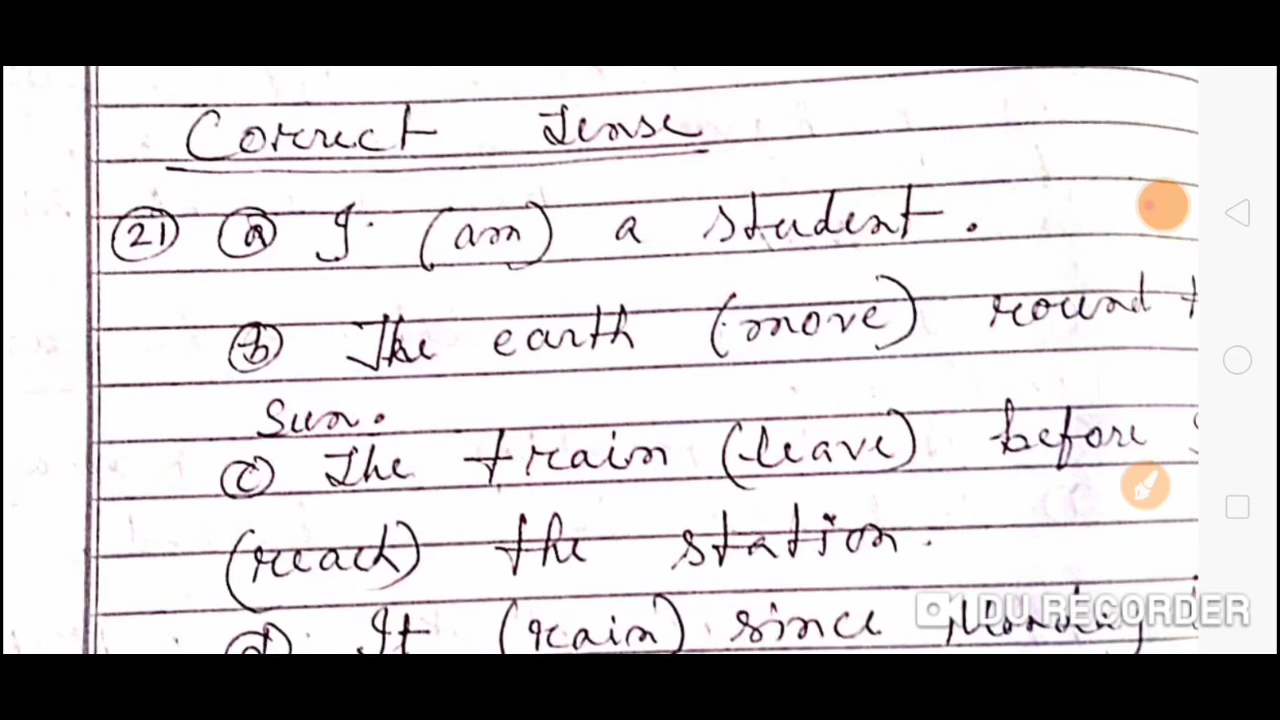 Correct Tense
(21) (a) I (am) a student.
(b) The earth (move) round
Sun.
(c) The train (leave) before
(reach) the station.
(d) It (rain) since Monday
DU RECORDER